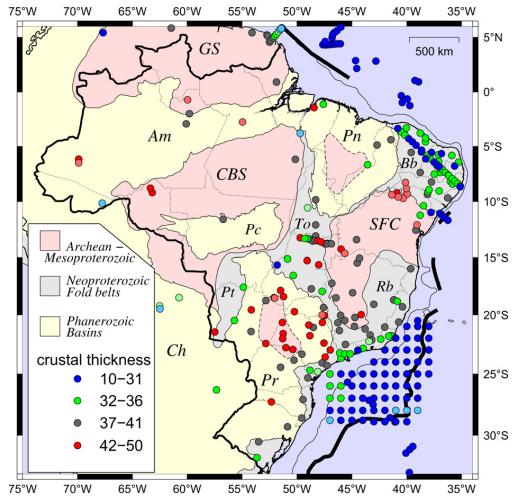 75°W 70°W 65°W 60°W 55°W 50°W 45°W 40°W 35°W
5°N
0°
5°S
10°S
15°S
20°S
25°S
30°S
500 km
GS
Am
Pn
Bb
CBS
To
SFC
Pc
Pt
Rb
Ch
Pr
Archean –
Mesoproterozoic
Neoproterozoic
Fold belts
Phanerozoic
Basins
crustal thickness
10–31
32–36
37–41
42–50
75°W 70°W 65°W 60°W 55°W 50°W 45°W 40°W 35°W